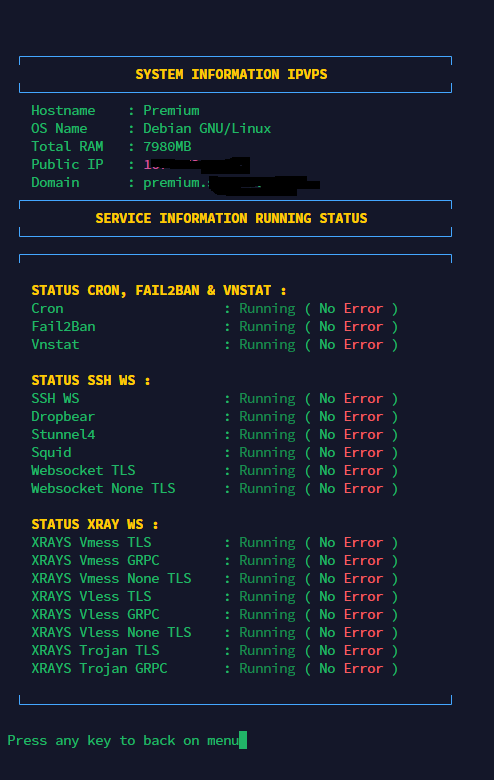 SYSTEM INFORMATION IPVPS
Hostname : Premium
OS Name : Debian GNU/Linux
Total RAM : 7980MB
Public IP :
Domain : premium.
SERVICE INFORMATION RUNNING STATUS
STATUS CRON, FAIL2BAN & VNSTAT :
Cron : Running ( No Error )
Fail2Ban : Running ( No Error )
Vnstat : Running ( No Error )
STATUS SSH WS :
SSH WS : Running ( No Error )
Dropbear : Running ( No Error )
Stunnel4 : Running ( No Error )
Squid : Running ( No Error )
Websocket TLS : Running ( No Error )
Websocket None TLS : Running ( No Error )
STATUS XRAY WS :
XRAYS Vmess TLS : Running ( No Error )
XRAYS Vmess GRPC : Running ( No Error )
XRAYS Vmess None TLS : Running ( No Error )
XRAYS Vless TLS : Running ( No Error )
XRAYS Vless GRPC : Running ( No Error )
XRAYS Vless None TLS : Running ( No Error )
XRAYS Trojan TLS : Running ( No Error )
XRAYS Trojan GRPC : Running ( No Error )
Press any key to back on menu